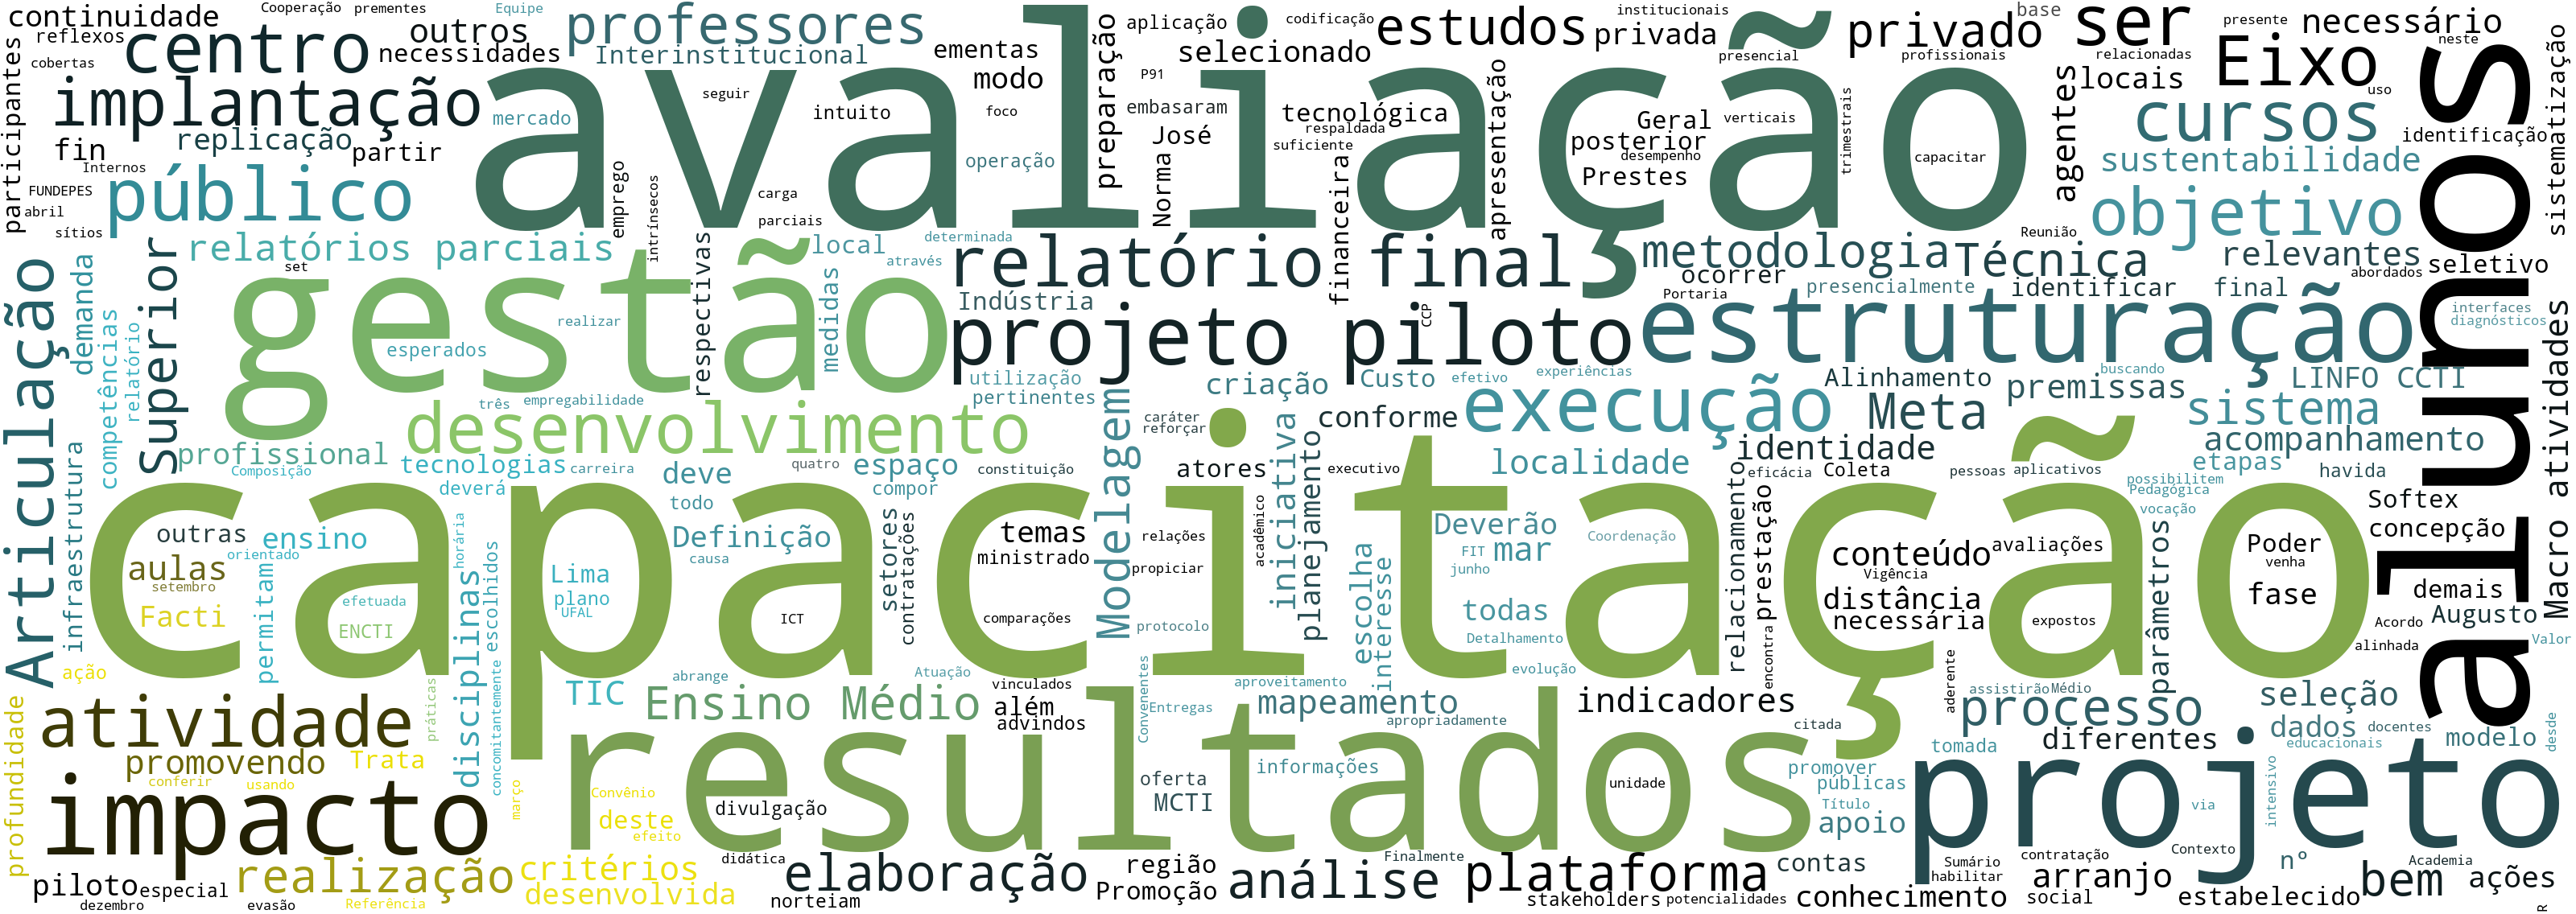 continuidade
Cooperação
prementes
Equipe
reflexos
outros
professores
cobertas
centro
necessidades
Interinstitucional
ementas
modo
participantes
implantação
mercado
replicação
fin
partir
Internos
público
FUNDEPES
abril
sítios
avaliação
seguir
intuito
foco
carga
parciais
emprego
intrínsecos
operação
preparação
aplicação
codificação
selecionado
P91
embasaram
José
Norma
tecnológica
respaldada
suficiente
financeira
apresentação
estudos
institucionais
privada
presencial
Geral
posterior
desempenho
Prestes
verticais
trimestrais
privado
base
relacionadas
profissionais
capacitar
ser
locais
agentes
Eixo
presente
necessário
neste
uso
cursos
identificação
sustentabilidade
objetivo
sistematização
alunos
relatórios parciais
local
determinada
através
set
gestão
realizar
esperados
respectivas
medidas
três
empregabilidade
relatório final
Indústria
projeto piloto
CCP
metodologia
Técnica
ocorrer
Portaria
presencialmente
Reunião
identificar
relevantes
final
abordados
seletivo
estruturação
interfaces
diagnósticos
Articulação
demanda
competências
relatório
Superior
infraestrutura
desenvolvimento
profissional
Composição
tecnologias
carreira
deverá
quatro
deve
todo
espaço
compor
constituição
utilização
pertinentes
Modelagem
criação
Custo
efetivo
experiências
caráter
reforçar
conforme
atores
iniciativa
planejamento
executivo
execução
localidade
Alinhamento
Meta
identidade
eficácia
Coleta
premissas
buscando
LINFO CCTI
sistema
acompanhamento
pessoas
aplicativos
etapas
havida
possibilitem
Pedagógica
vocação
Softex
concepção
Macro atividades
capacitação
outras
ensino
orientado
aulas
setembro
Facti
permitam
efetuada
ENCTI
horária
disciplinas
escolhidos
concomitantemente
Lima
plano
UFAL
Definição
causa
ICT
setores
contratações
temas
ministrado
comparações
relações
propiciar
protocolo
acadêmico
escolha
interesse
Deverão
FIT
mar
junho
todas
Detalhamento
evolução
Coordenação
relacionamento
prestação
encontra
conteúdo
avaliações
Vigência
distância
necessária
expostos
parâmetros
Poder
venha
fase
demais
Augusto
Acordo
alinhada
Valor
ação
profundidade
práticas
atividade
promovendo
Trata
conferir
usando
março
impacto
TIC
Ensino Médio
abrange
Atuação
vinculados
além
advindos
Convenentes
Entregas
aproveitamento
mapeamento
apropriadamente
indicadores
citada
aderente
assistirão
Médio
processo
seleção
dados
docentes
diferentes
educacionais
modelo
desde
resultados
Convênio
deste
efeito
divulgação
oferta
MCTI
informações
unidade
promover
públicas
Título
apoio
tomada
projeto
via
intensivo
realização
critérios
desenvolvida
didática
norteiam
elaboração
região
Promoção
análise
Finalmente
plataforma
stakeholders
potencialidades
contas
conhecimento
Sumário
habilitar
contratação
arranjo
social
Contexto
estabelecido
nº
bem
Academia
ações
R
piloto
especial
dezembro
evasão
Referência